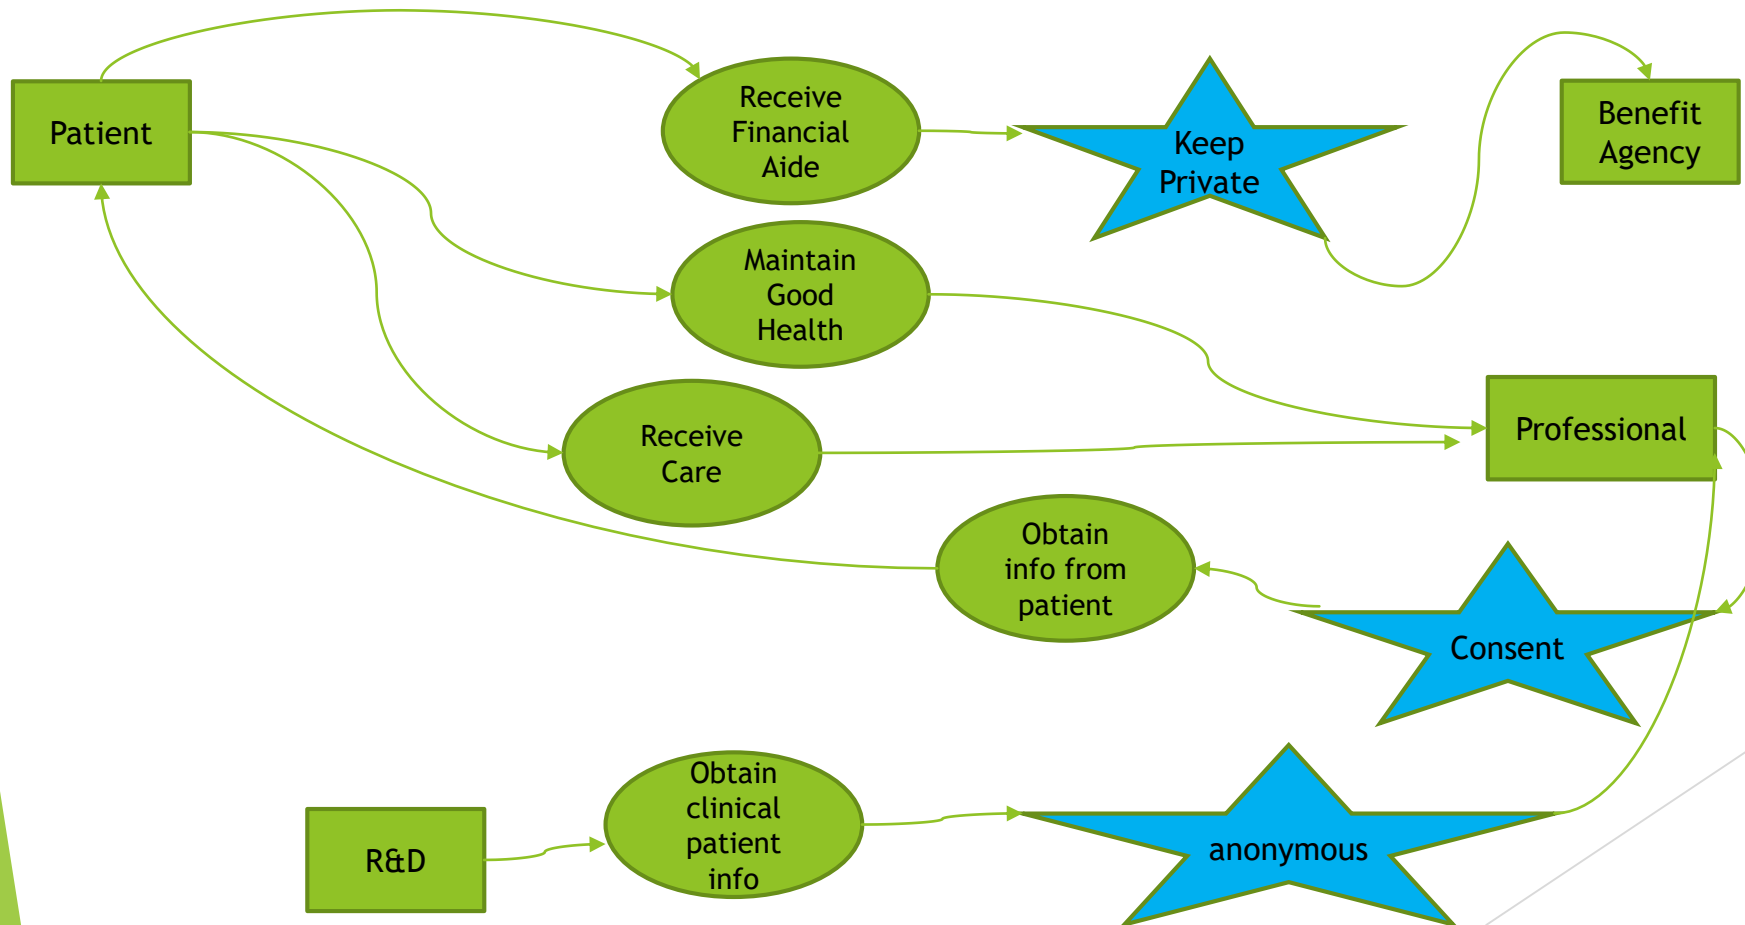 Patient
Receive
Financial
Aide
Keep
Private
Benefit
Agency
Maintain
Good
Health
Professional
Receive
Care
Obtain
info from
patient
Consent
Obtain
clinical
patient
info
R&D
anonymous